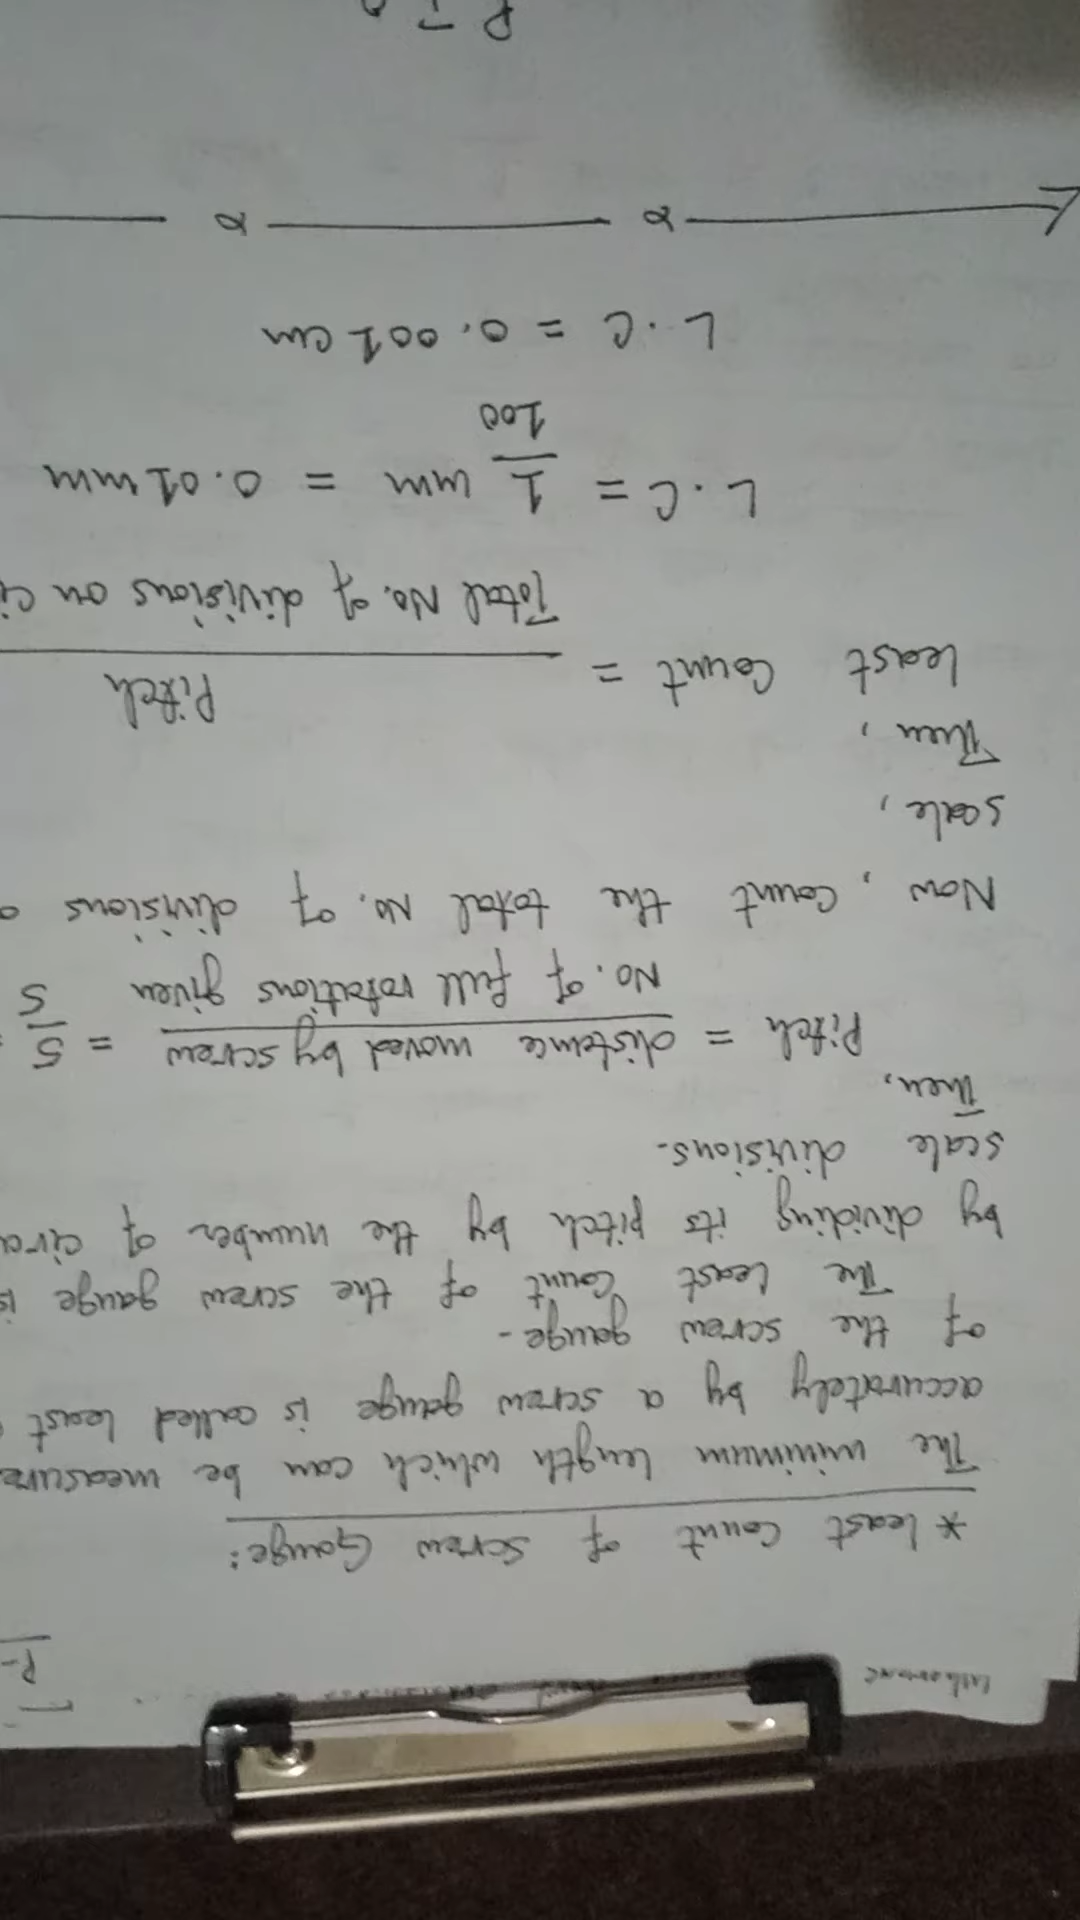 P-
* Least Count of Screw Gauge:
The minimum length which can be measure
accurately by a screw gauge is called least
of the screw gauge.
The least Count of the screw gauge is
by dividing its pitch by the number of circu
scale divisions.
Then,
Pitch = distance moved by screw / No. of full rotations given = 5/5 =
Now, Count the total No. of divisions o
scale,
Then,
Least Count = Pitch / Total No. of divisions on ci
L.C = 1/100 mm = 0.01mm
L.C = 0.001 cm